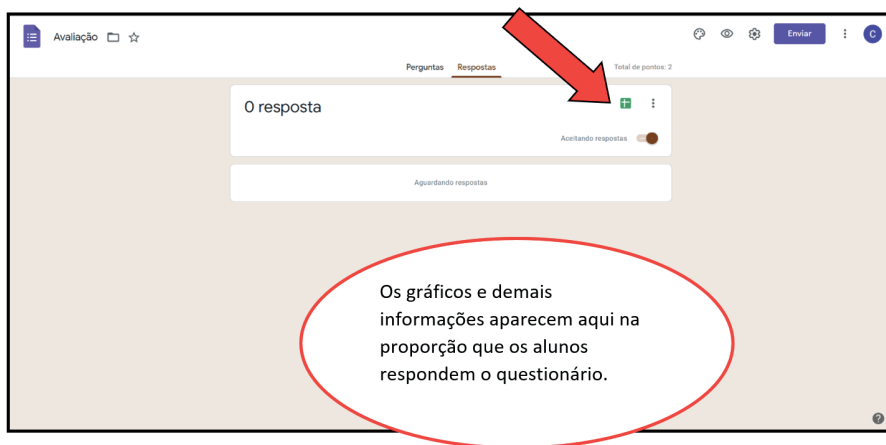 Avaliação
Enviar
C
Perguntas Respostas Total de pontos: 2
0 resposta
Aceitando respostas
Aguardando respostas
Os gráficos e demais
informações aparecem aqui na
proporção que os alunos
respondem o questionário.
?